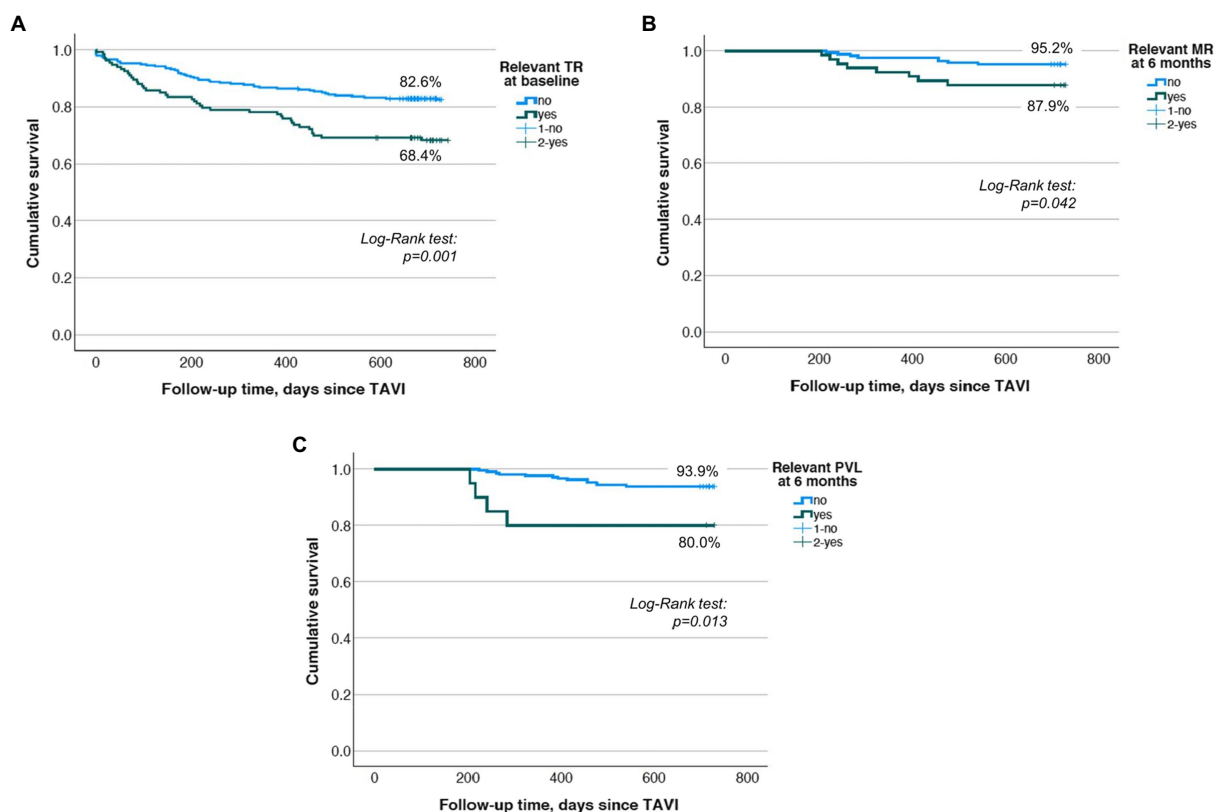 A
1.0
0.8
0.6
0.4
0.2
0.0
Cumulative survival
82.6%
68.4%
Log-Rank test:
p=0.001
0 200 400 600 800
Follow-up time, days since TAVI
Relevant TR
at baseline
no
yes
1-no
2-yes
B
1.0
0.8
0.6
0.4
0.2
0.0
Cumulative survival
95.2%
87.9%
Log-Rank test:
p=0.042
0 200 400 600 800
Follow-up time, days since TAVI
Relevant MR
at 6 months
no
yes
1-no
2-yes
C
1.0
0.8
0.6
0.4
0.2
0.0
Cumulative survival
93.9%
80.0%
Log-Rank test:
p=0.013
0 200 400 600 800
Follow-up time, days since TAVI
Relevant PVL
at 6 months
no
yes
1-no
2-yes